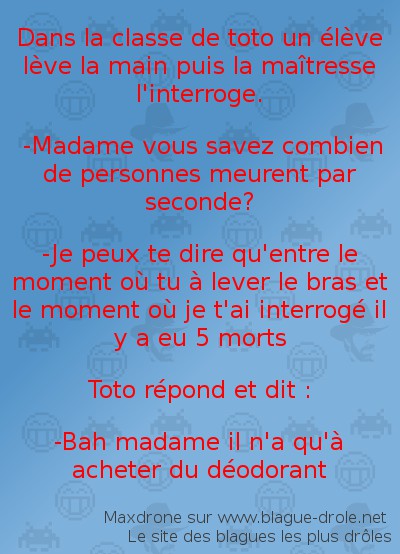 Dans la classe de toto un élève
lève la main puis la maîtresse
l'interroge.
-Madame vous savez combien
de personnes meurent par
seconde?
-Je peux te dire qu'entre le
moment où tu à lever le bras et
le moment où je t'ai interrogé il
y a eu 5 morts
Toto répond et dit :
-Bah madame il n'a qu'à
acheter du déodorant
Maxdrone sur www.blague-drole.net
Le site des blagues les plus drôles